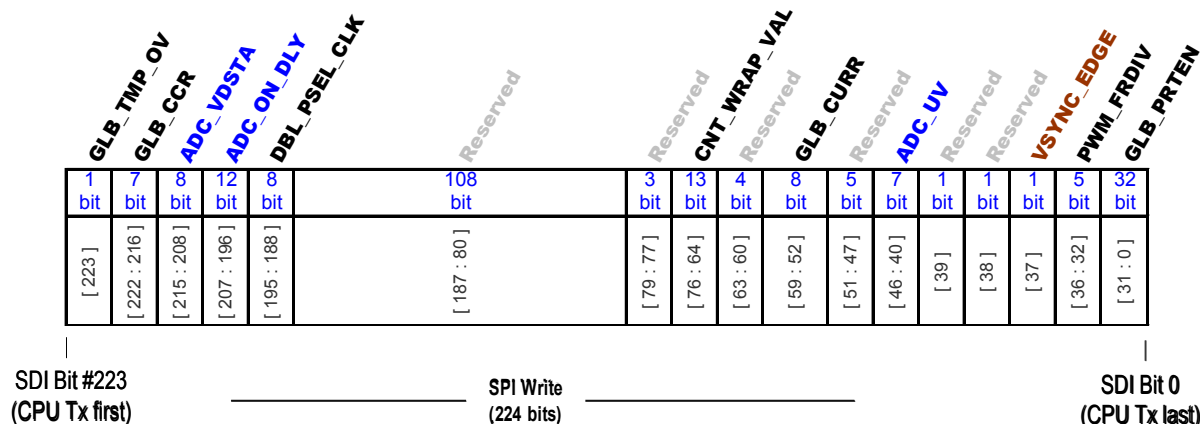 GLB_TMP_OV
GLB_CCR
ADC_VDSTA
ADC_ON_DLY
DBL_PSEL_CLK
Reserved
Reserved
CNT_WRAP_VAL
Reserved
GLB_CURR
Reserved
ADC_UV
Reserved
Reserved
VSYNC_EDGE
PWM_FRDIV
GLB_PRTEN
1 7 8 12 8 108 3 13 4 8 5 7 1 1 1 5 32
bit bit bit bit bit bit bit bit bit bit bit bit bit bit bit bit bit
[ 223 ]
[ 222 : 216 ]
[ 215 : 208 ]
[ 207 : 196 ]
[ 195 : 188 ]
[ 187 : 80 ]
[ 79 : 77 ]
[ 76 : 64 ]
[ 63 : 60 ]
[ 59 : 52 ]
[ 51 : 47 ]
[ 46 : 40 ]
[ 39 ]
[ 38 ]
[ 37 ]
[ 36 : 32 ]
[ 31 : 0 ]
SDI Bit #223
(CPU Tx first)
SPI Write
(224 bits)
SDI Bit 0
(CPU Tx last)